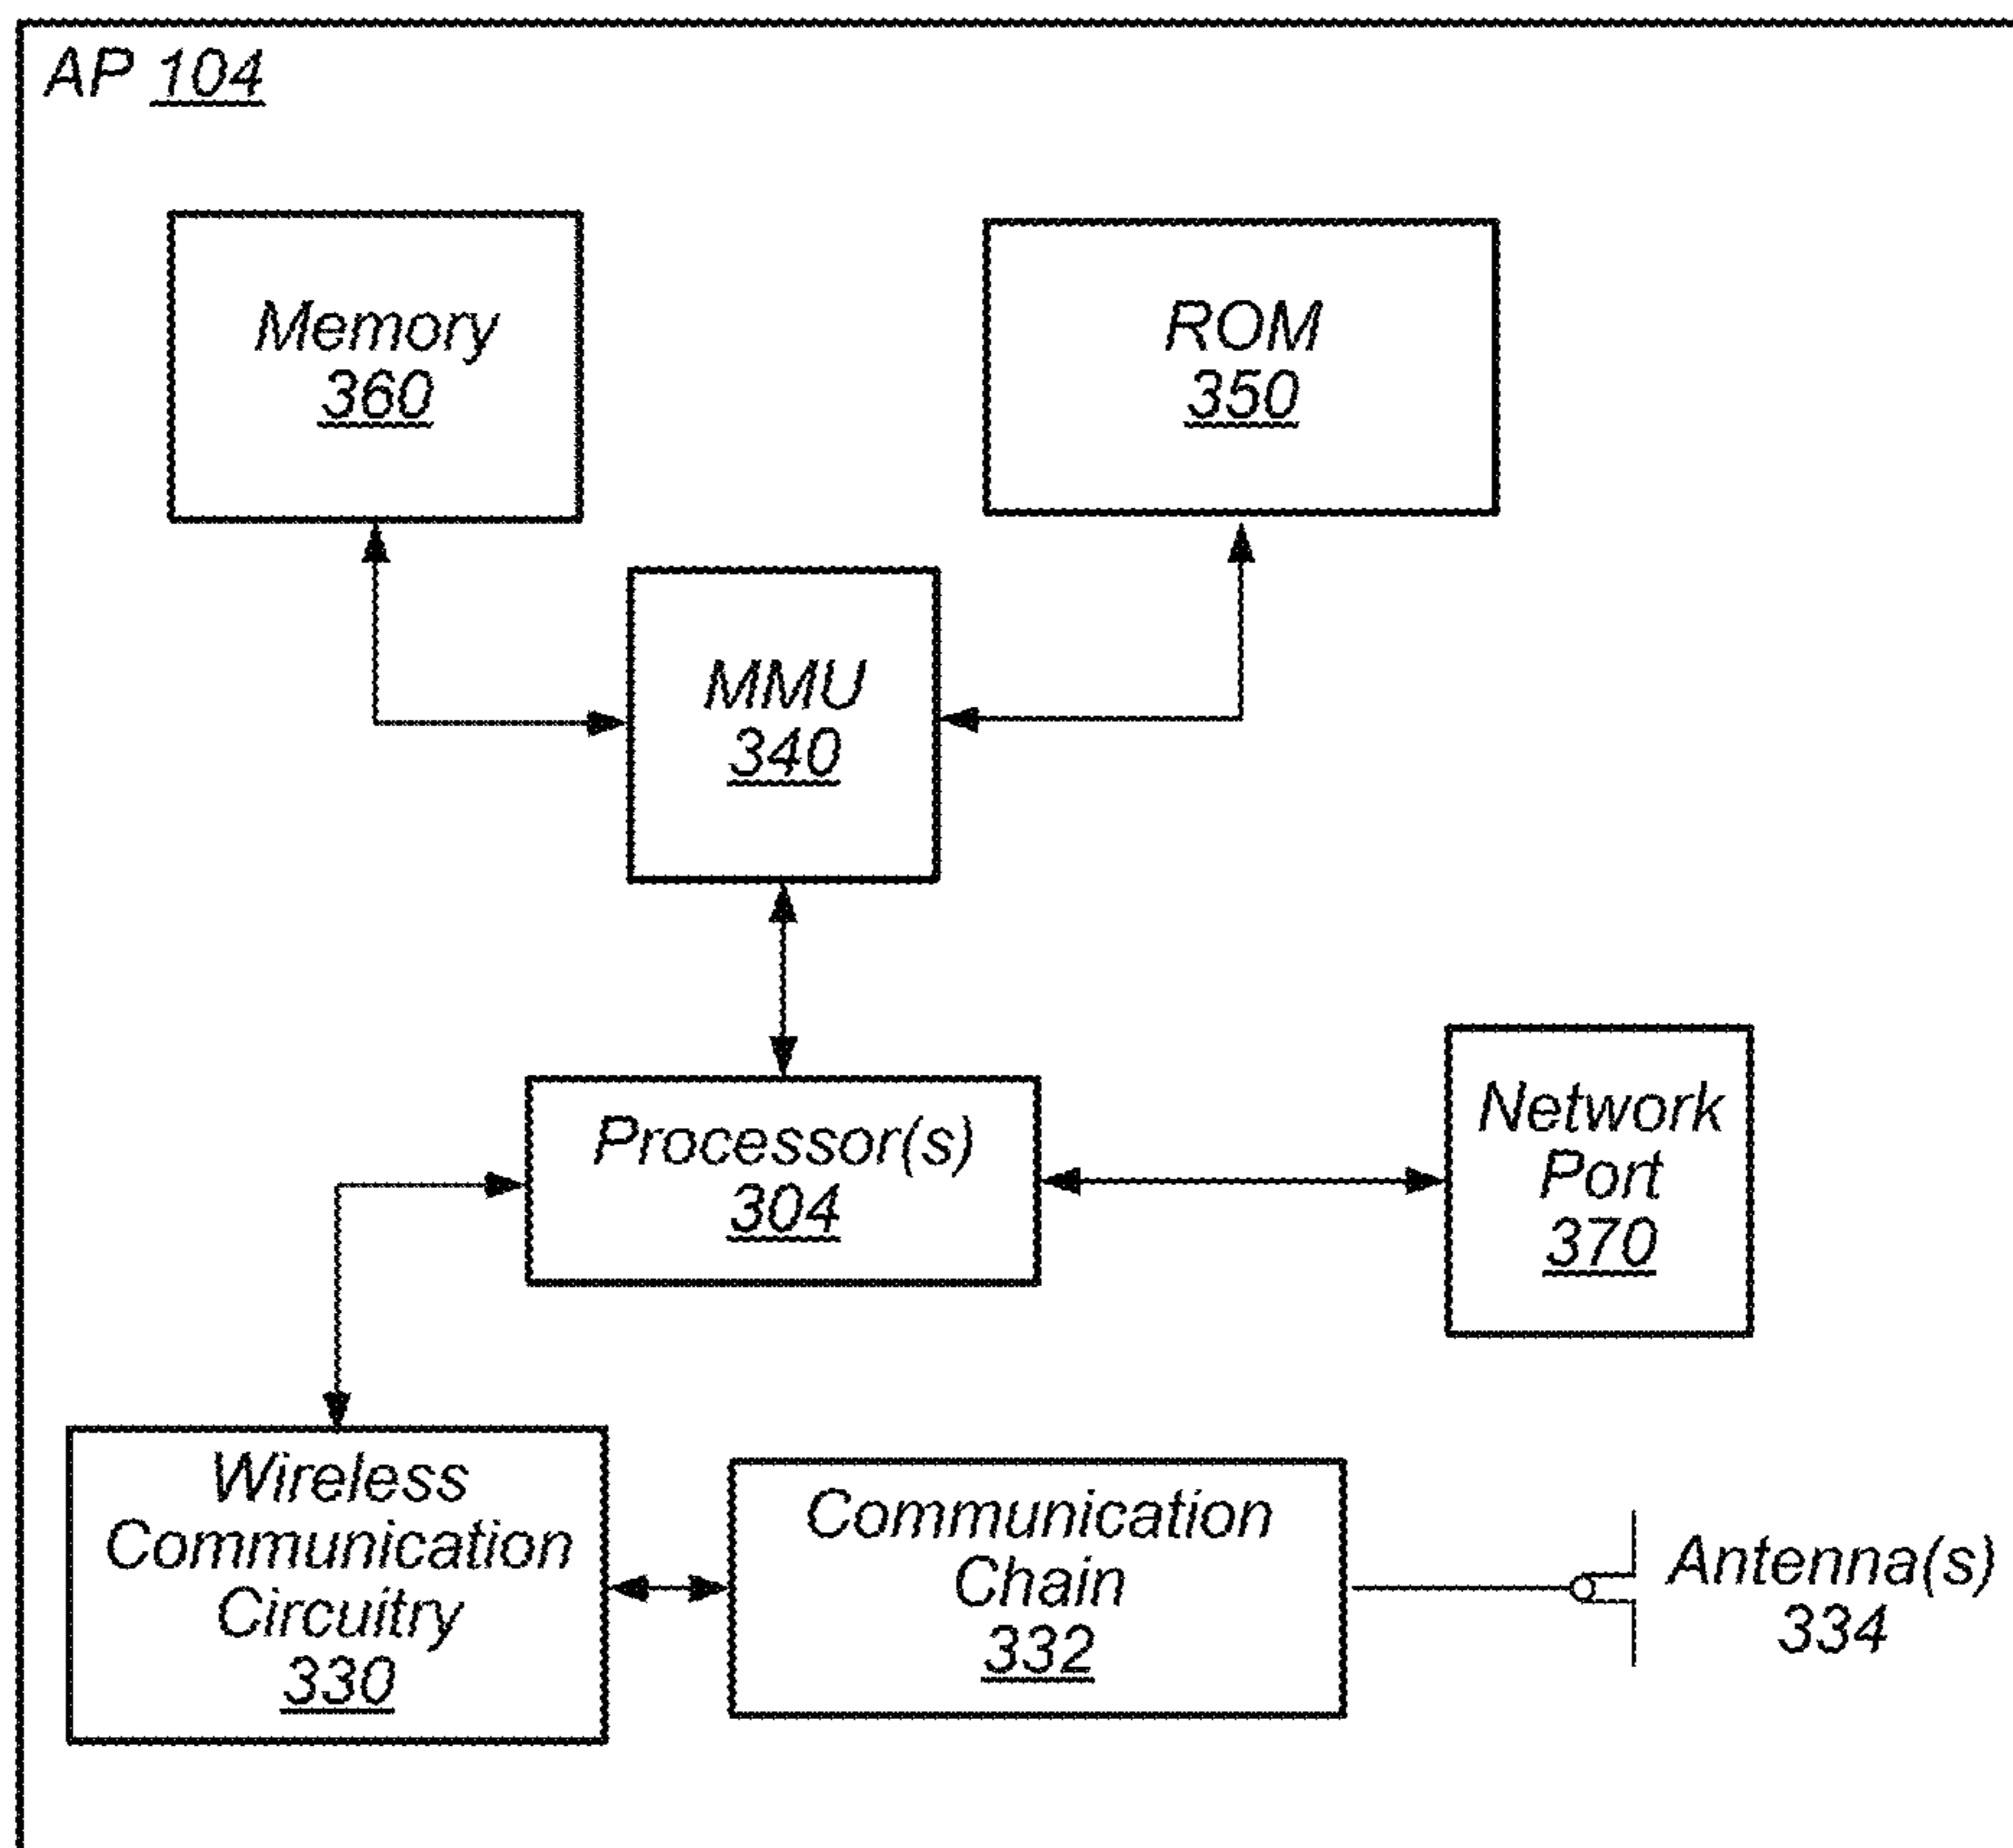 AP 104
Memory
360
ROM
350
MMU
340
Processor(s)
304
Network
Port
370
Wireless
Communication
Circuitry
330
Communication
Chain
332
Antenna(s)
334